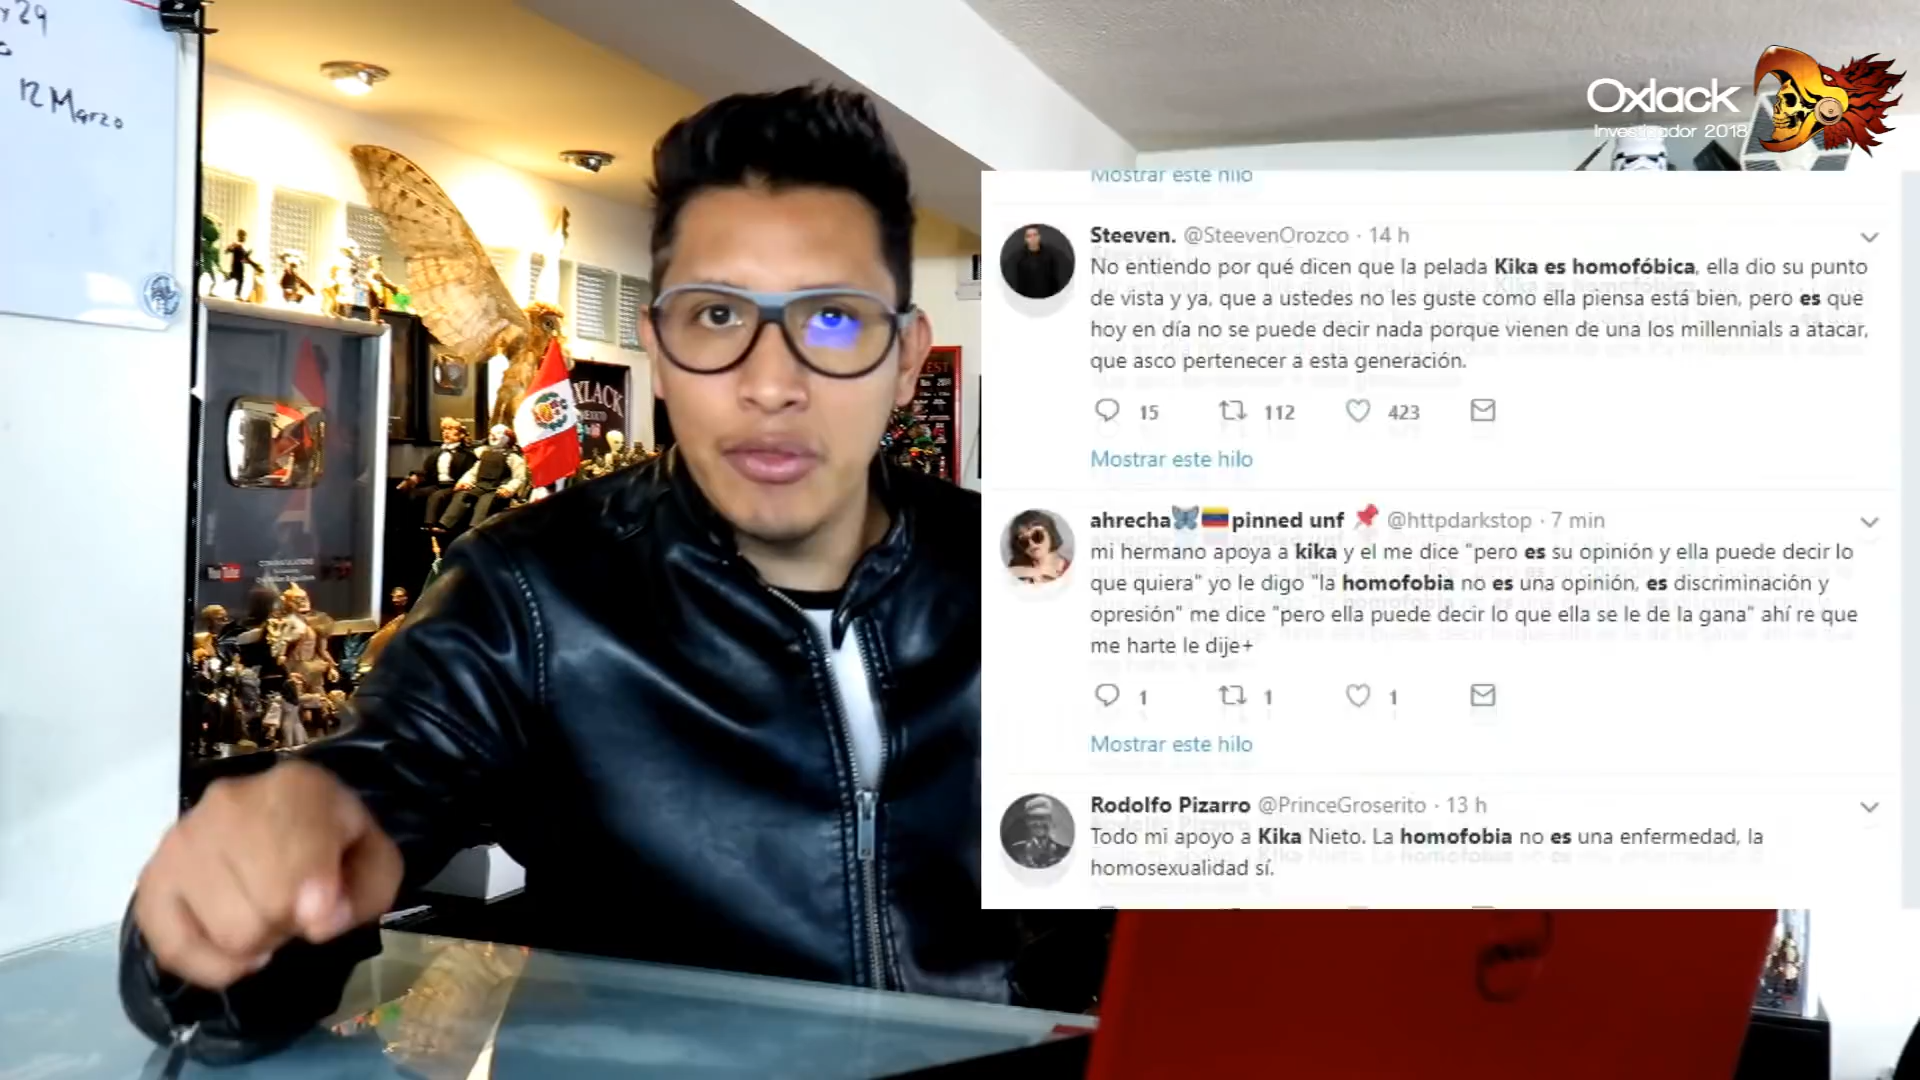 12 Marzo
Oxlack
Investigador 2018
Mostrar este hilo
Steeven. @SteevenOrozco · 14 h
No entiendo por qué dicen que la pelada Kika es homofóbica, ella dio su punto
de vista y ya, que a ustedes no les guste como ella piensa está bien, pero es que
hoy en día no se puede decir nada porque vienen de una los millennials a atacar,
que asco pertenecer a esta generación.
15 112 423
Mostrar este hilo
ahrecha🦋🇻🇪pinned unf 📌 @httpdarkstop · 7 min
mi hermano apoya a kika y el me dice "pero es su opinión y ella puede decir lo
que quiera" yo le digo "la homofobia no es una opinión, es discriminación y
opresión" me dice "pero ella puede decir lo que ella se le de la gana" ahí re que
me harte le dije+
1 1 1
Mostrar este hilo
Rodolfo Pizarro @PrinceGroserito · 13 h
Todo mi apoyo a Kika Nieto. La homofobia no es una enfermedad, la
homosexualidad sí.
XLACK
YouTube